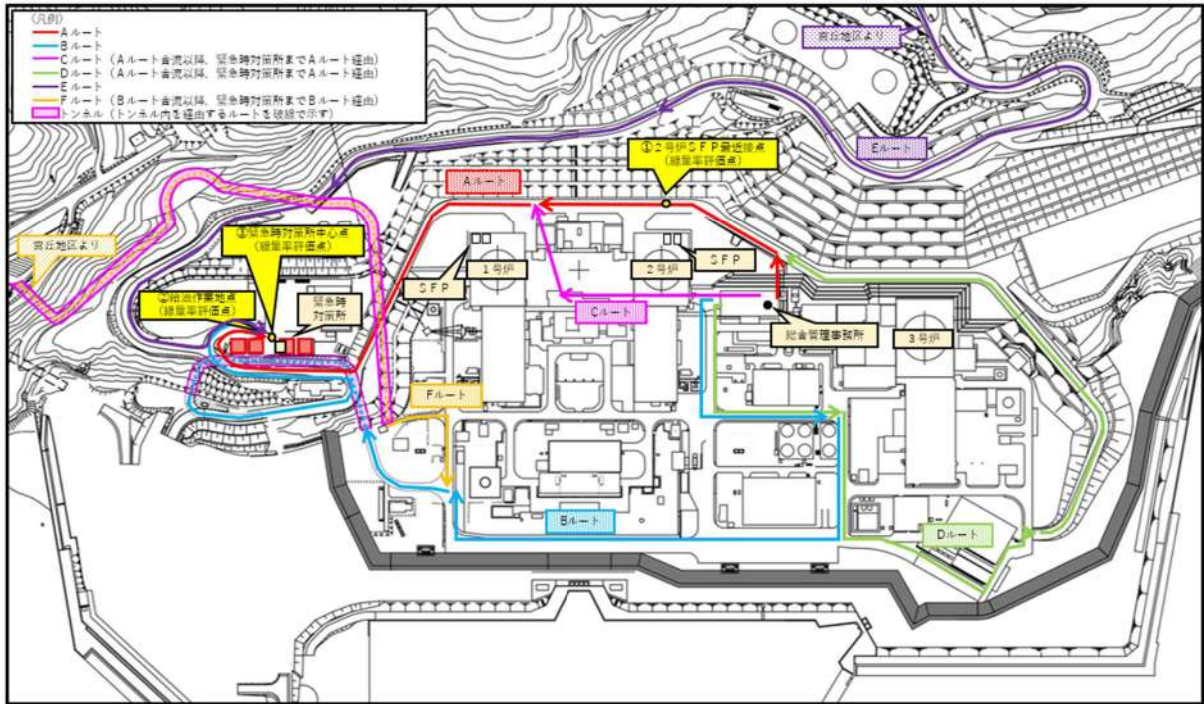 (凡例)
Aルート
Bルート
Cルート（Aルート合流以降、緊急時対策所までAルート経由）
Dルート（Aルート合流以降、緊急時対策所までAルート経由）
Eルート
Fルート（Bルート合流以降、緊急時対策所までBルート経由）
トンネル（トンネル内を経由するルートを破線で示す）
宮丘地区より
Eルート
①2号炉SFP最近接点
（線量率評価点）
Aルート
③緊急時対策所中心点
（線量率評価点）
宮丘地区より
1号炉
2号炉
SFP
SFP
②給油作業地点
（線量率評価点）
緊急時
対策所
Cルート
総合管理事務所
3号炉
Fルート
Bルート
Dルート